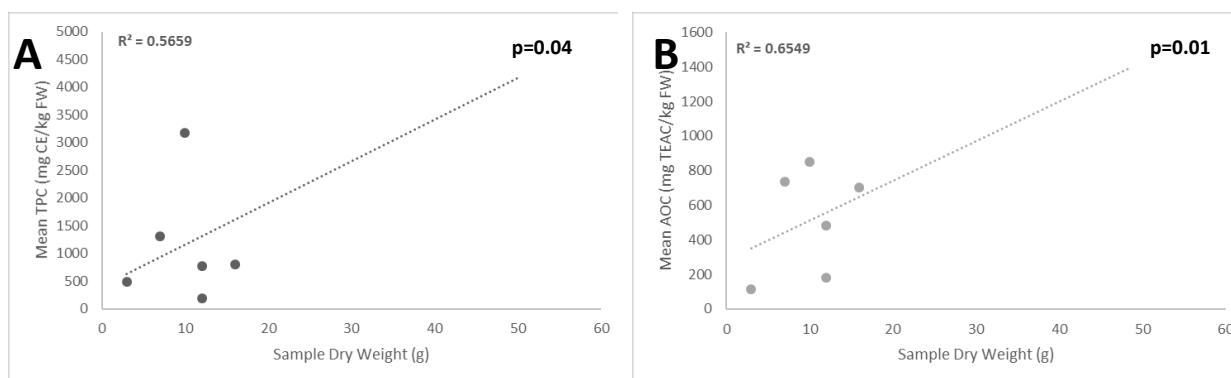 A
R² = 0.5659
p=0.04
Mean TPC (mg CE/kg FW)
5000
4500
4000
3500
3000
2500
2000
1500
1000
500
0
0 10 20 30 40 50 60
Sample Dry Weight (g)
B
R² = 0.6549
p=0.01
Mean AOC (mg TEAC/kg FW)
1600
1400
1200
1000
800
600
400
200
0
0 10 20 30 40 50 60
Sample Dry Weight (g)